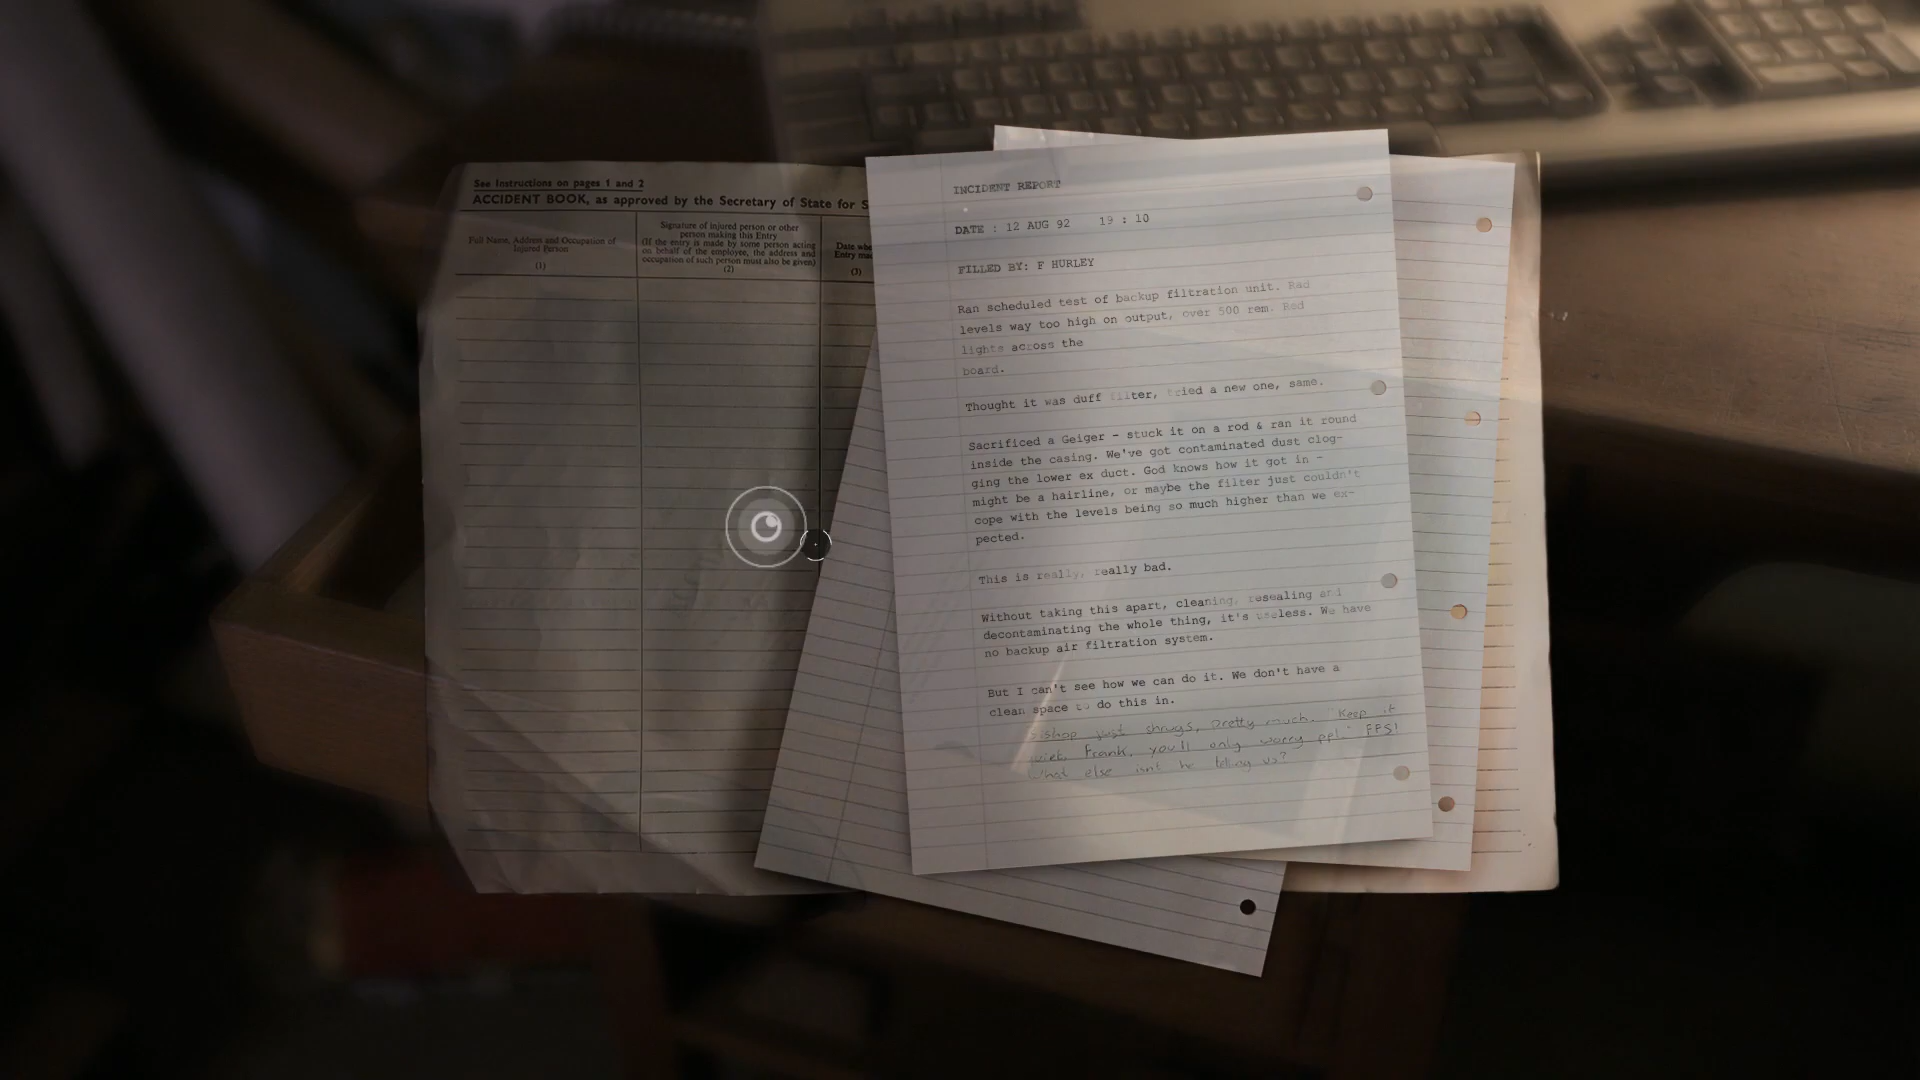 See Instructions on pages 1 and 2
ACCIDENT BOOK, as approved by the Secretary of State for S
Full Name, Address and Occupation of
Injured Person
(1)
Signature of injured person or other
person making this Entry
(If the entry is made by some person acting
on behalf of the employee, the address and
occupation of such person must also be given)
(2)
Date whe
Entry mad
(3)
INCIDENT REPORT
DATE : 12 AUG 92 19 : 10
FILLED BY: F HURLEY
Ran scheduled test of backup filtration unit. Rad
levels way too high on output, over 500 rem. Red
lights across the
board.
Thought it was duff filter, tried a new one, same.
Sacrificed a Geiger - stuck it on a rod & ran it round
inside the casing. We've got contaminated dust clog-
ging the lower ex duct. God knows how it got in -
might be a hairline, or maybe the filter just couldn't
cope with the levels being so much higher than we ex-
pected.
This is really, really bad.
Without taking this apart, cleaning, resealing and
decontaminating the whole thing, it's useless. We have
no backup air filtration system.
But I can't see how we can do it. We don't have a
clean space to do this in.
Bishop just shrugs, pretty much. "Keep it
quiet, Frank, you'll only worry ppl." FFS!
What else isn't he telling us?